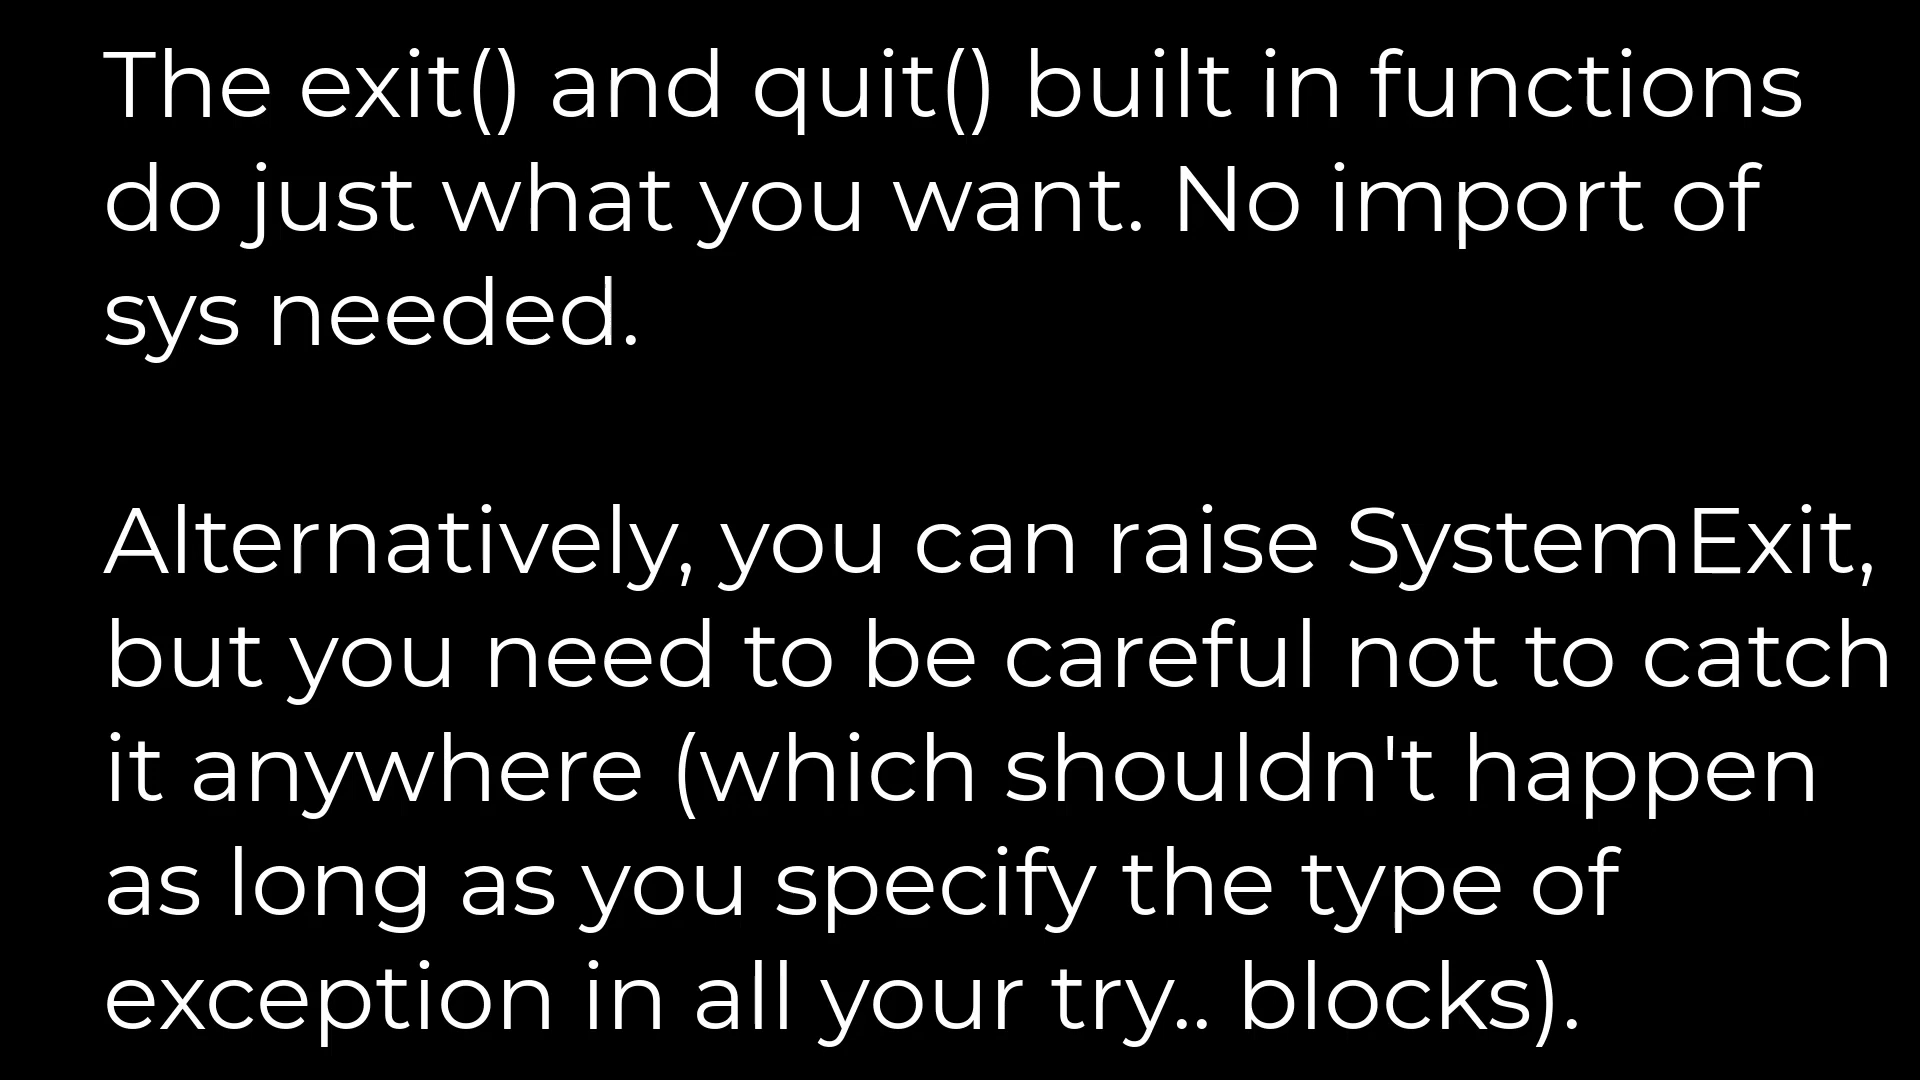 The exit() and quit() built in functions
do just what you want. No import of
sys needed.
Alternatively, you can raise SystemExit,
but you need to be careful not to catch
it anywhere (which shouldn't happen
as long as you specify the type of
exception in all your try.. blocks).